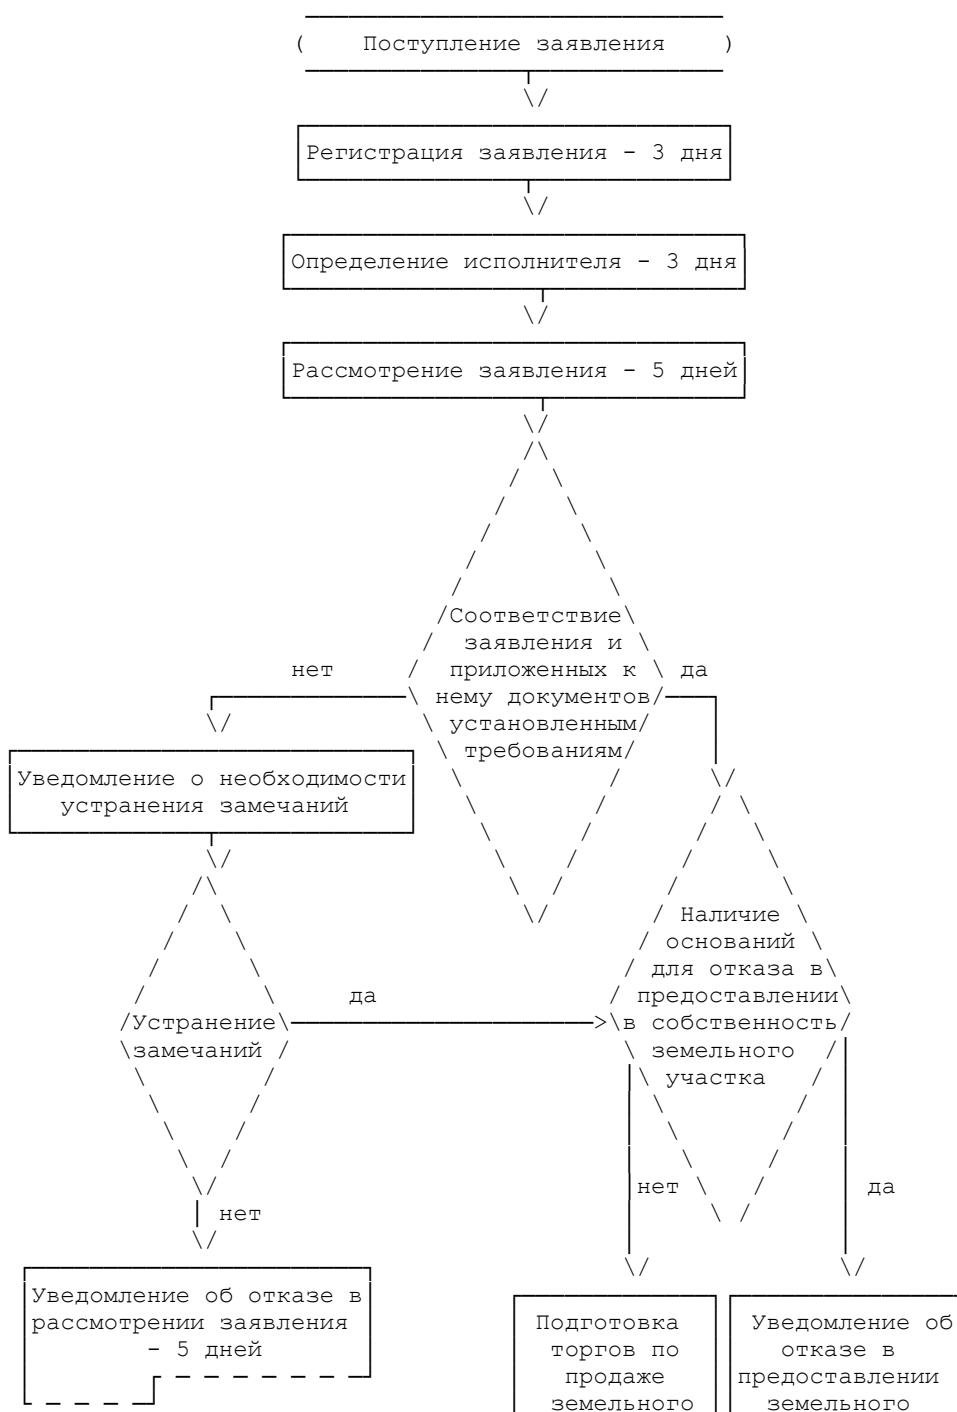 ( Поступление заявления )
Регистрация заявления - 3 дня
Определение исполнителя - 3 дня
Рассмотрение заявления - 5 дней
Соответствие
заявления и
приложенных к
нему документов
установленным
требованиям
нет
да
Уведомление о необходимости
устранения замечаний
Устранение
замечаний
да
нет
Наличие
оснований
для отказа в
предоставлении
в собственность
земельного
участка
нет
да
Уведомление об отказе в
рассмотрении заявления
- 5 дней
Подготовка
торгов по
продаже
земельного
Уведомление об
отказе в
предоставлении
земельного